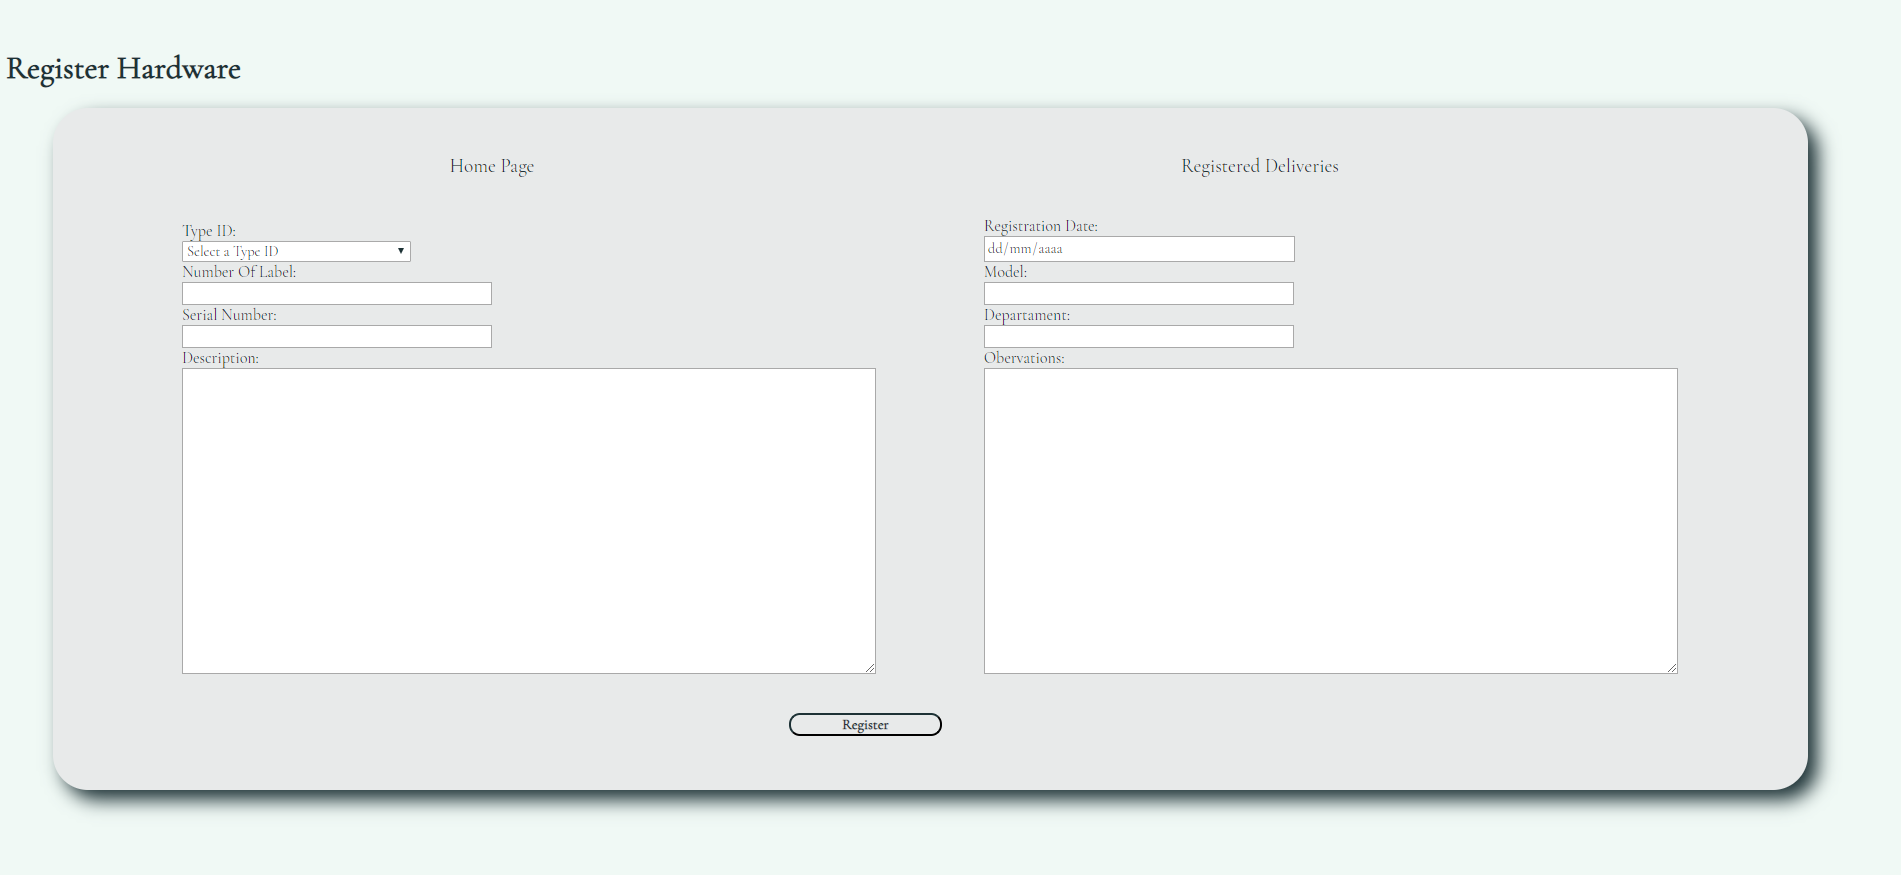 Register Hardware
Home Page
Registered Deliveries
Type ID:
Select a Type ID
Number Of Label:
Serial Number:
Description:
Registration Date:
dd/mm/aaaa
Model:
Departament:
Obervations:
Register